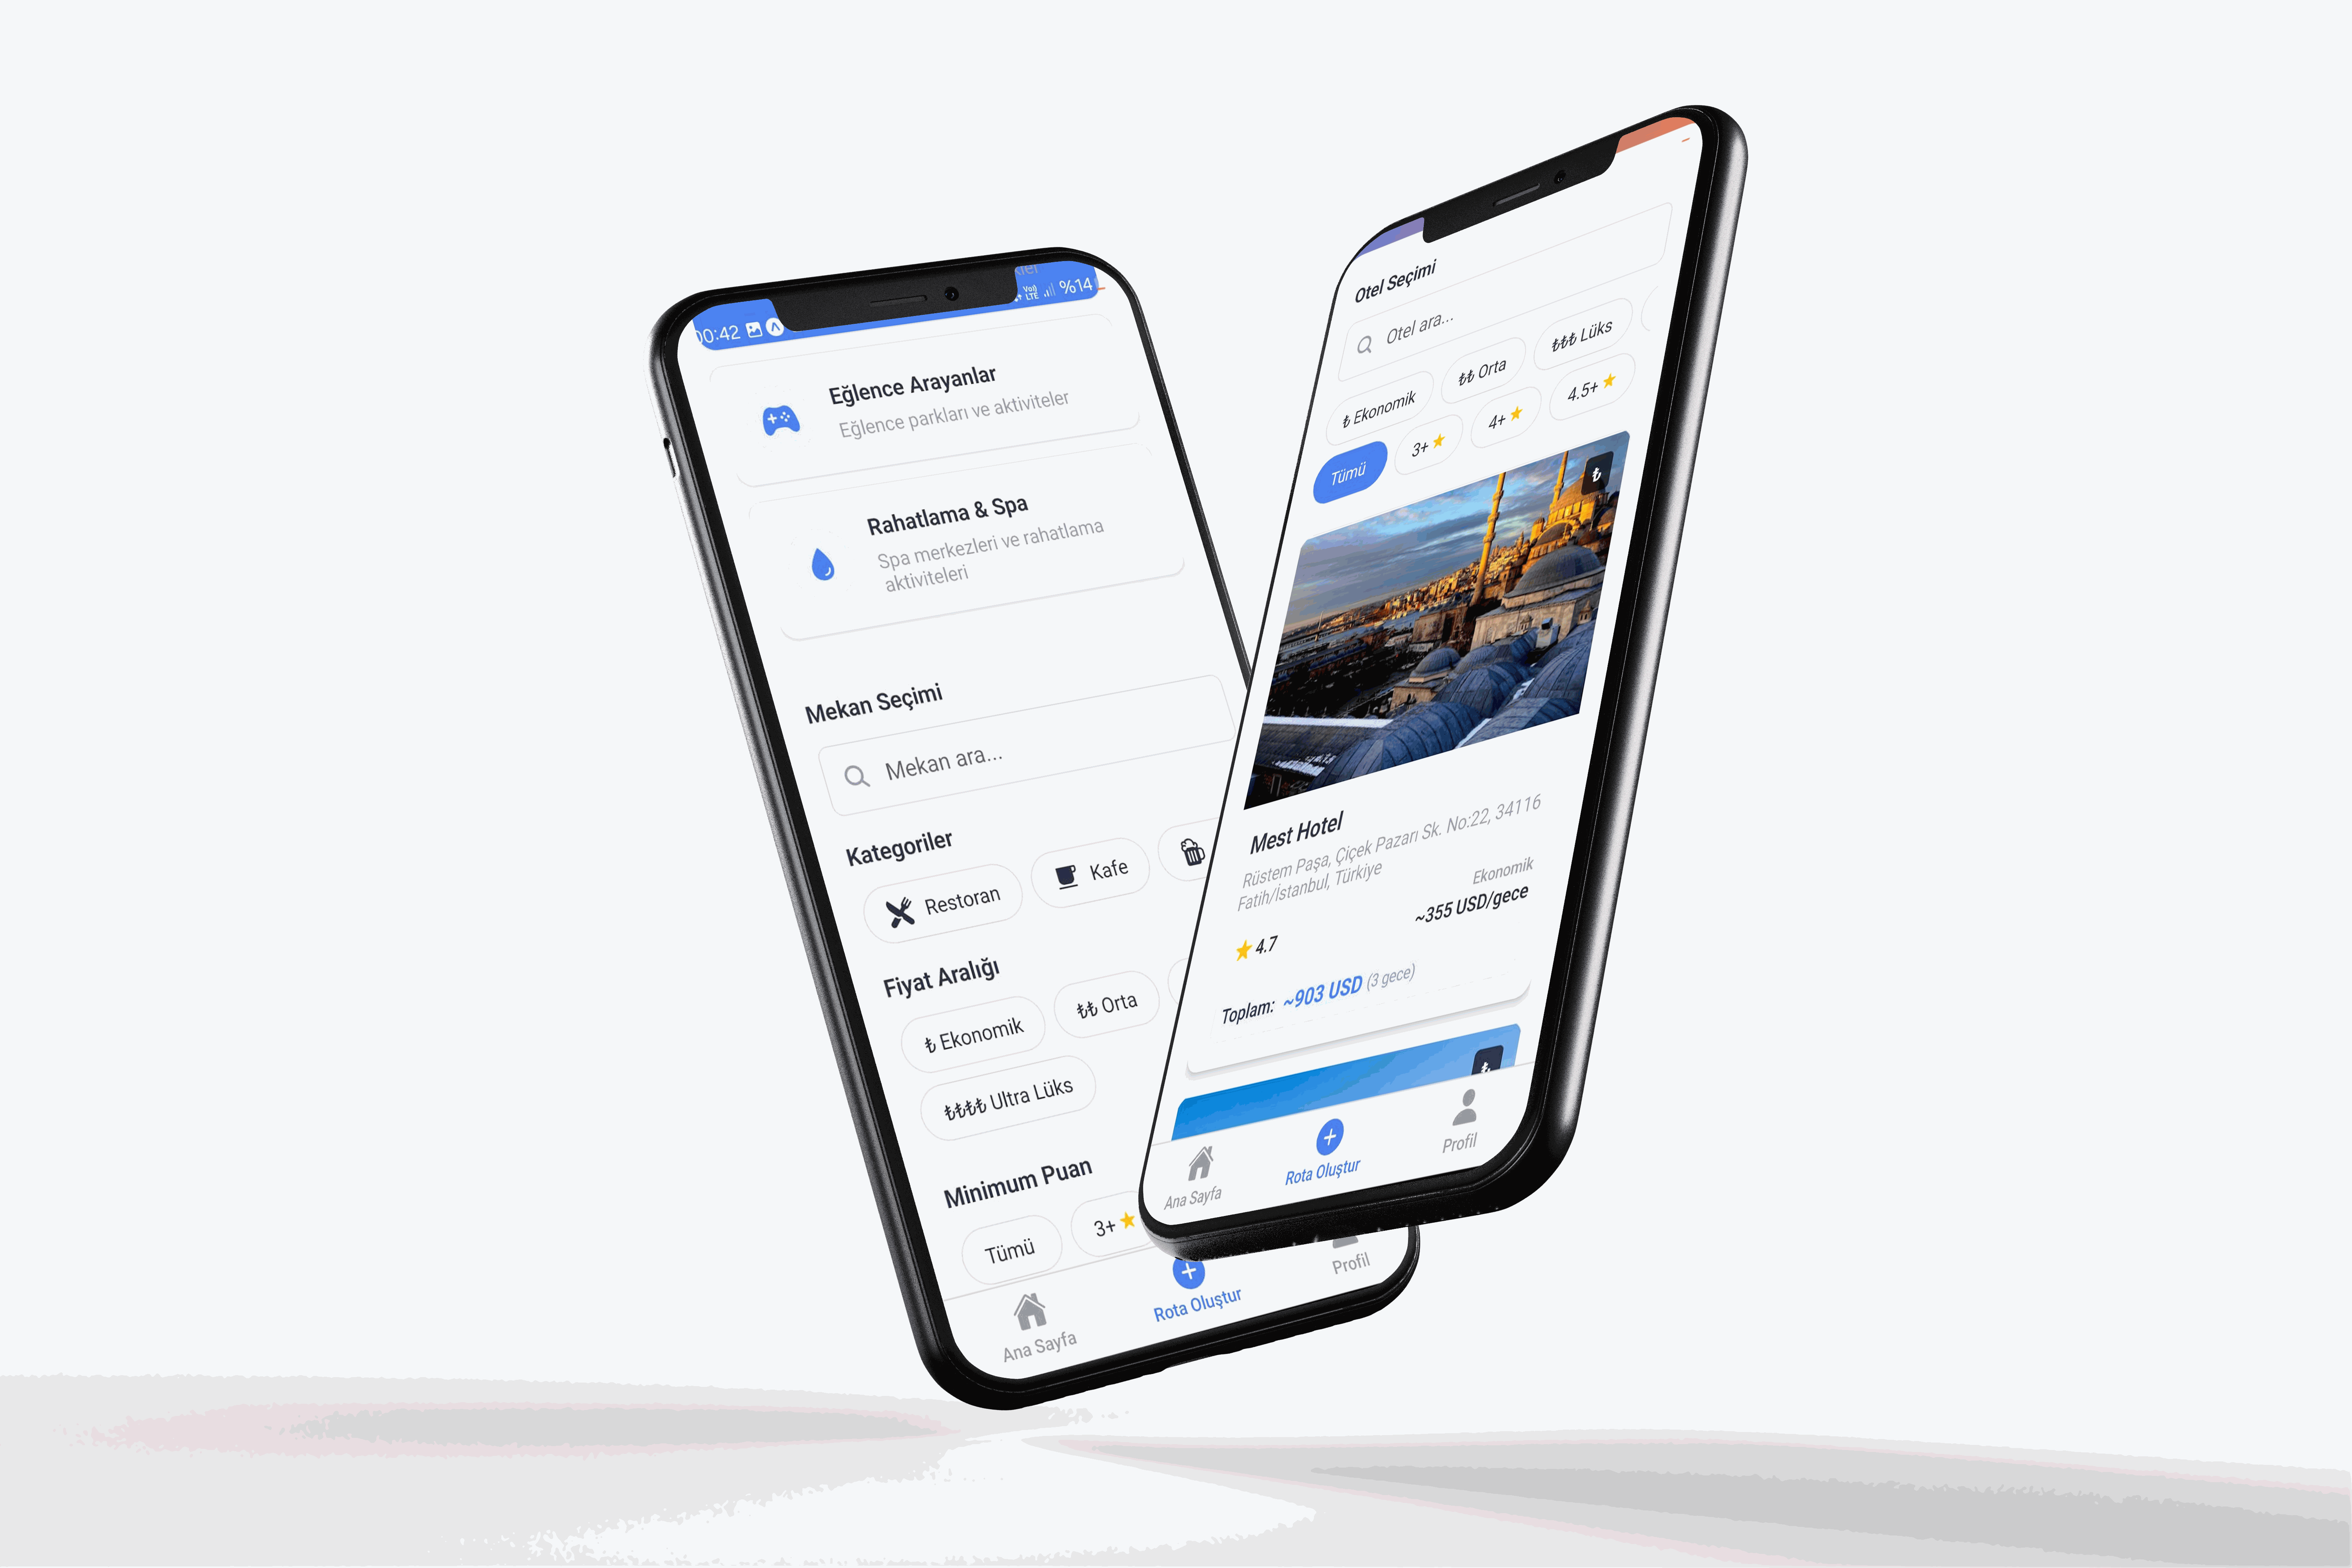 00:42
VoD LTE %14
Eğlence Arayanlar
Eğlence parkları ve aktiviteler
Rahatlama & Spa
Spa merkezleri ve rahatlama
aktiviteleri
Mekan Seçimi
Mekan ara...
Kategoriler
Restoran
Kafe
Fiyat Aralığı
₺ Ekonomik
₺₺ Orta
₺₺₺₺ Ultra Lüks
Minimum Puan
Tümü
3+
Ana Sayfa
Rota Oluştur
Profil
Otel Seçimi
Otel ara...
₺ Ekonomik
₺₺ Orta
₺₺₺ Lüks
Tümü
3+
4+
4.5+
₺
Mest Hotel
Rüstem Paşa, Çiçek Pazarı Sk. No:22, 34116
Fatih/İstanbul, Türkiye
Ekonomik
~355 USD/gece
4.7
Toplam: ~903 USD (3 gece)
₺
Ana Sayfa
Rota Oluştur
Profil